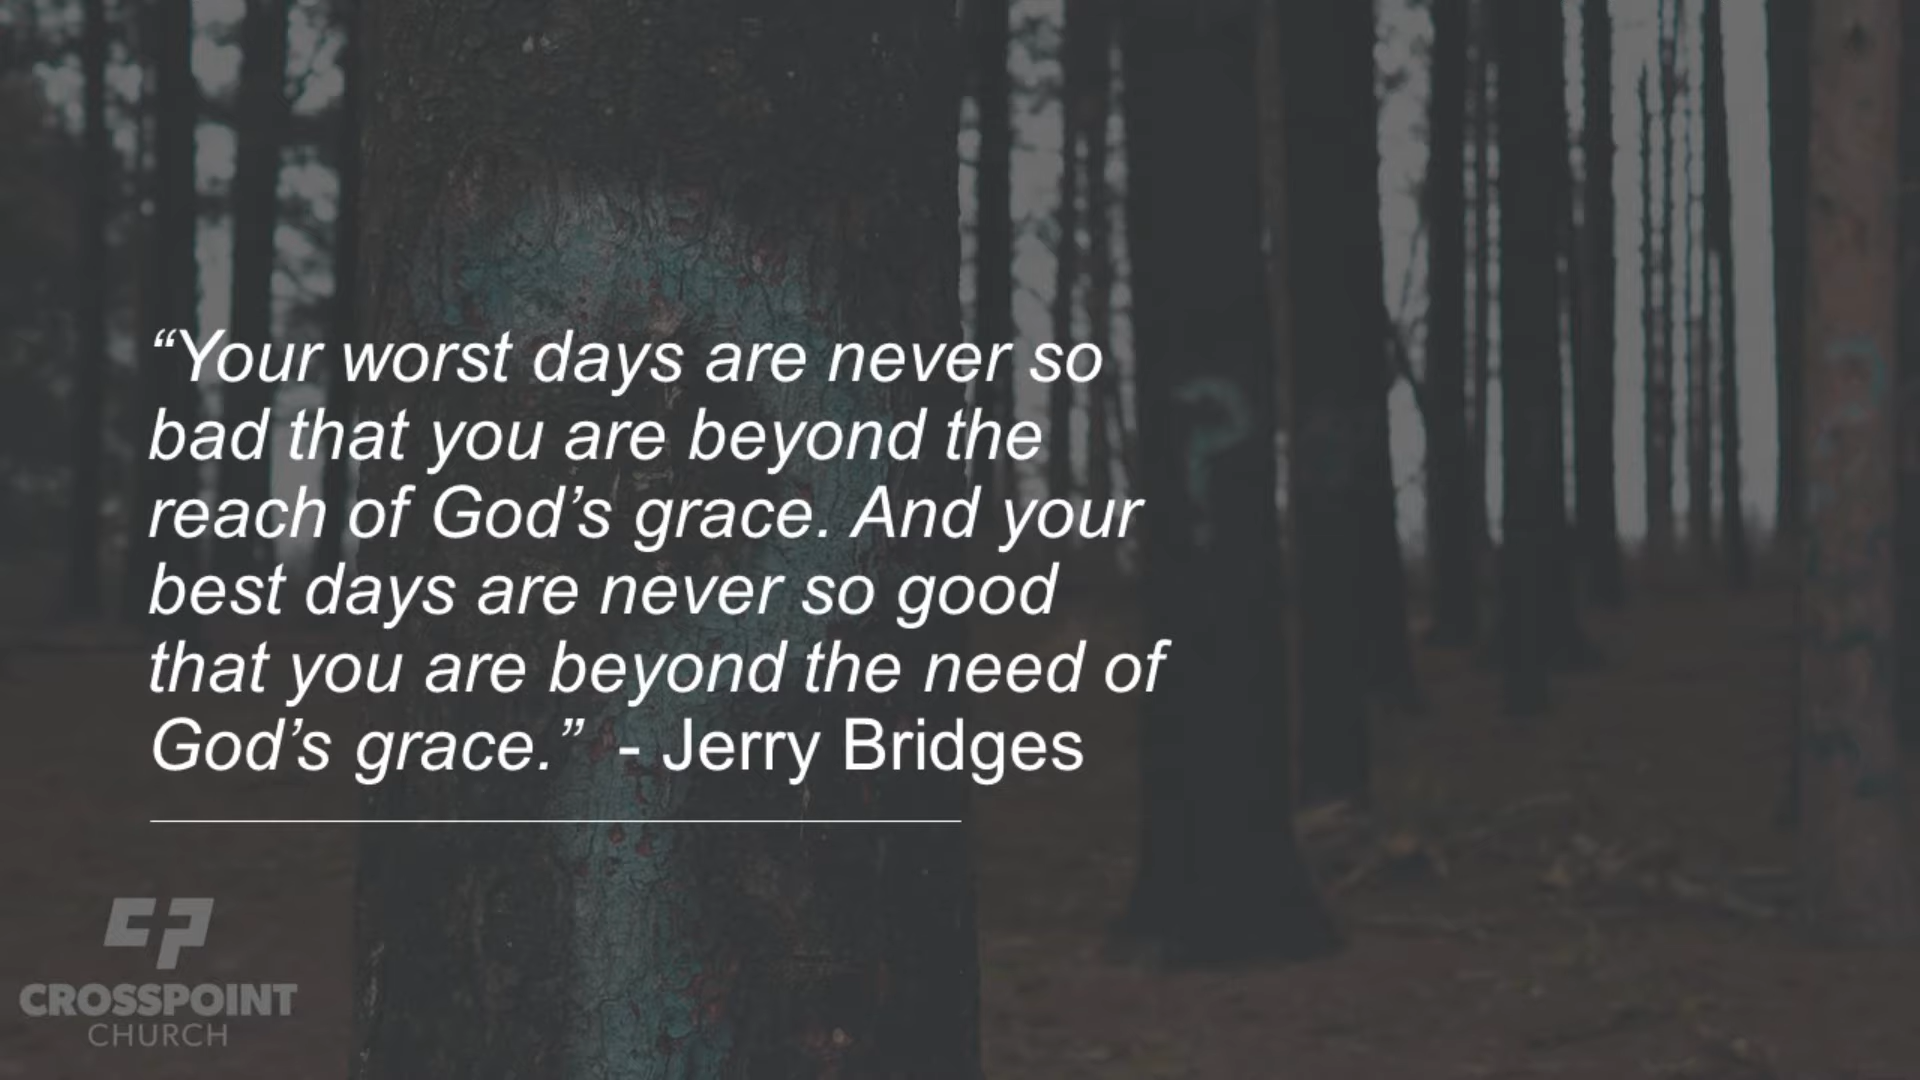 “Your worst days are never so
bad that you are beyond the
reach of God’s grace. And your
best days are never so good
that you are beyond the need of
God’s grace.”  - Jerry Bridges
CROSSPOINT
CHURCH